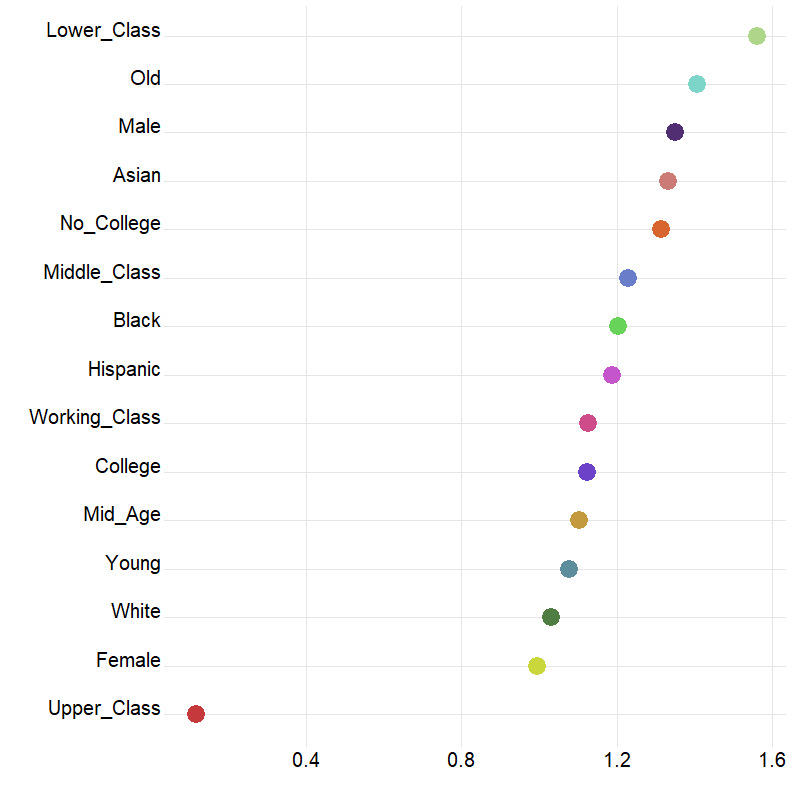 Lower_Class
Old
Male
Asian
No_College
Middle_Class
Black
Hispanic
Working_Class
College
Mid_Age
Young
White
Female
Upper_Class
0.4 0.8 1.2 1.6